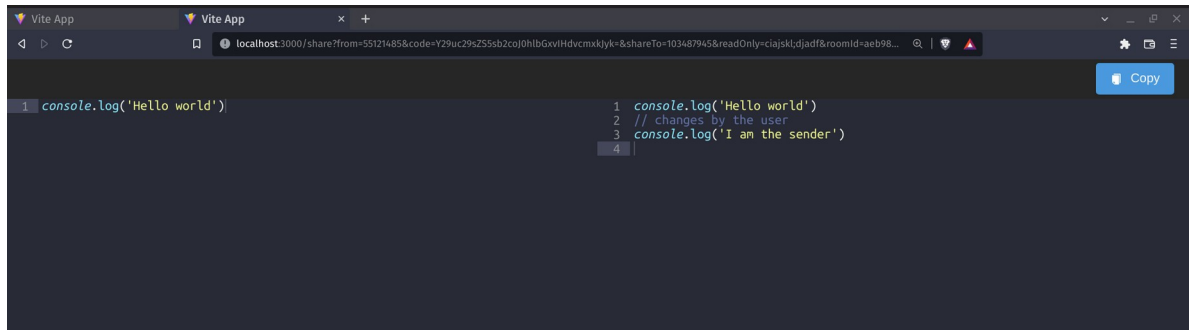 Vite App
Vite App × +
localhost:3000/share?from=55121485&code=Y29uc29sZS5sb2coJ0hlbGxvIHdvcmxkJyk=&shareTo=103487945&readOnly=ciajskl;djadf&roomId=aeb98...
Copy
1 console.log('Hello world')
1 console.log('Hello world')
2 // changes by the user
3 console.log('I am the sender')
4